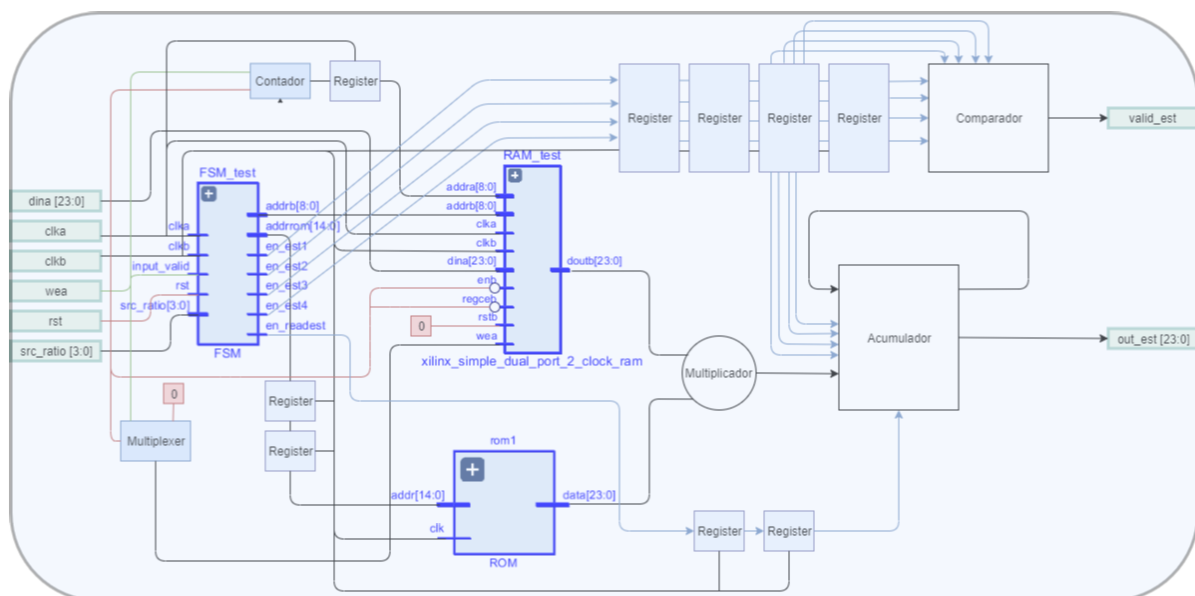 Contador
Register
Register
Register
Register
Register
Comparador
valid_est
FSM_test
RAM_test
dina [23:0]
clka
clkb
wea
rst
src_ratio [3:0]
clka
clkb
input_valid
rst
src_ratio[3:0]
addrb[8:0]
addrrom[14:0]
en_est1
en_est2
en_est3
en_est4
en_readest
FSM
addra[8:0]
addrb[8:0]
clka
clkb
dina[23:0]
enb
regceb
rstb
wea
doutb[23:0]
xilinx_simple_dual_port_2_clock_ram
0
Multiplicador
Acumulador
out_est [23:0]
0
Multiplexer
Register
Register
rom1
addr[14:0]
clk
data[23:0]
ROM
Register
Register